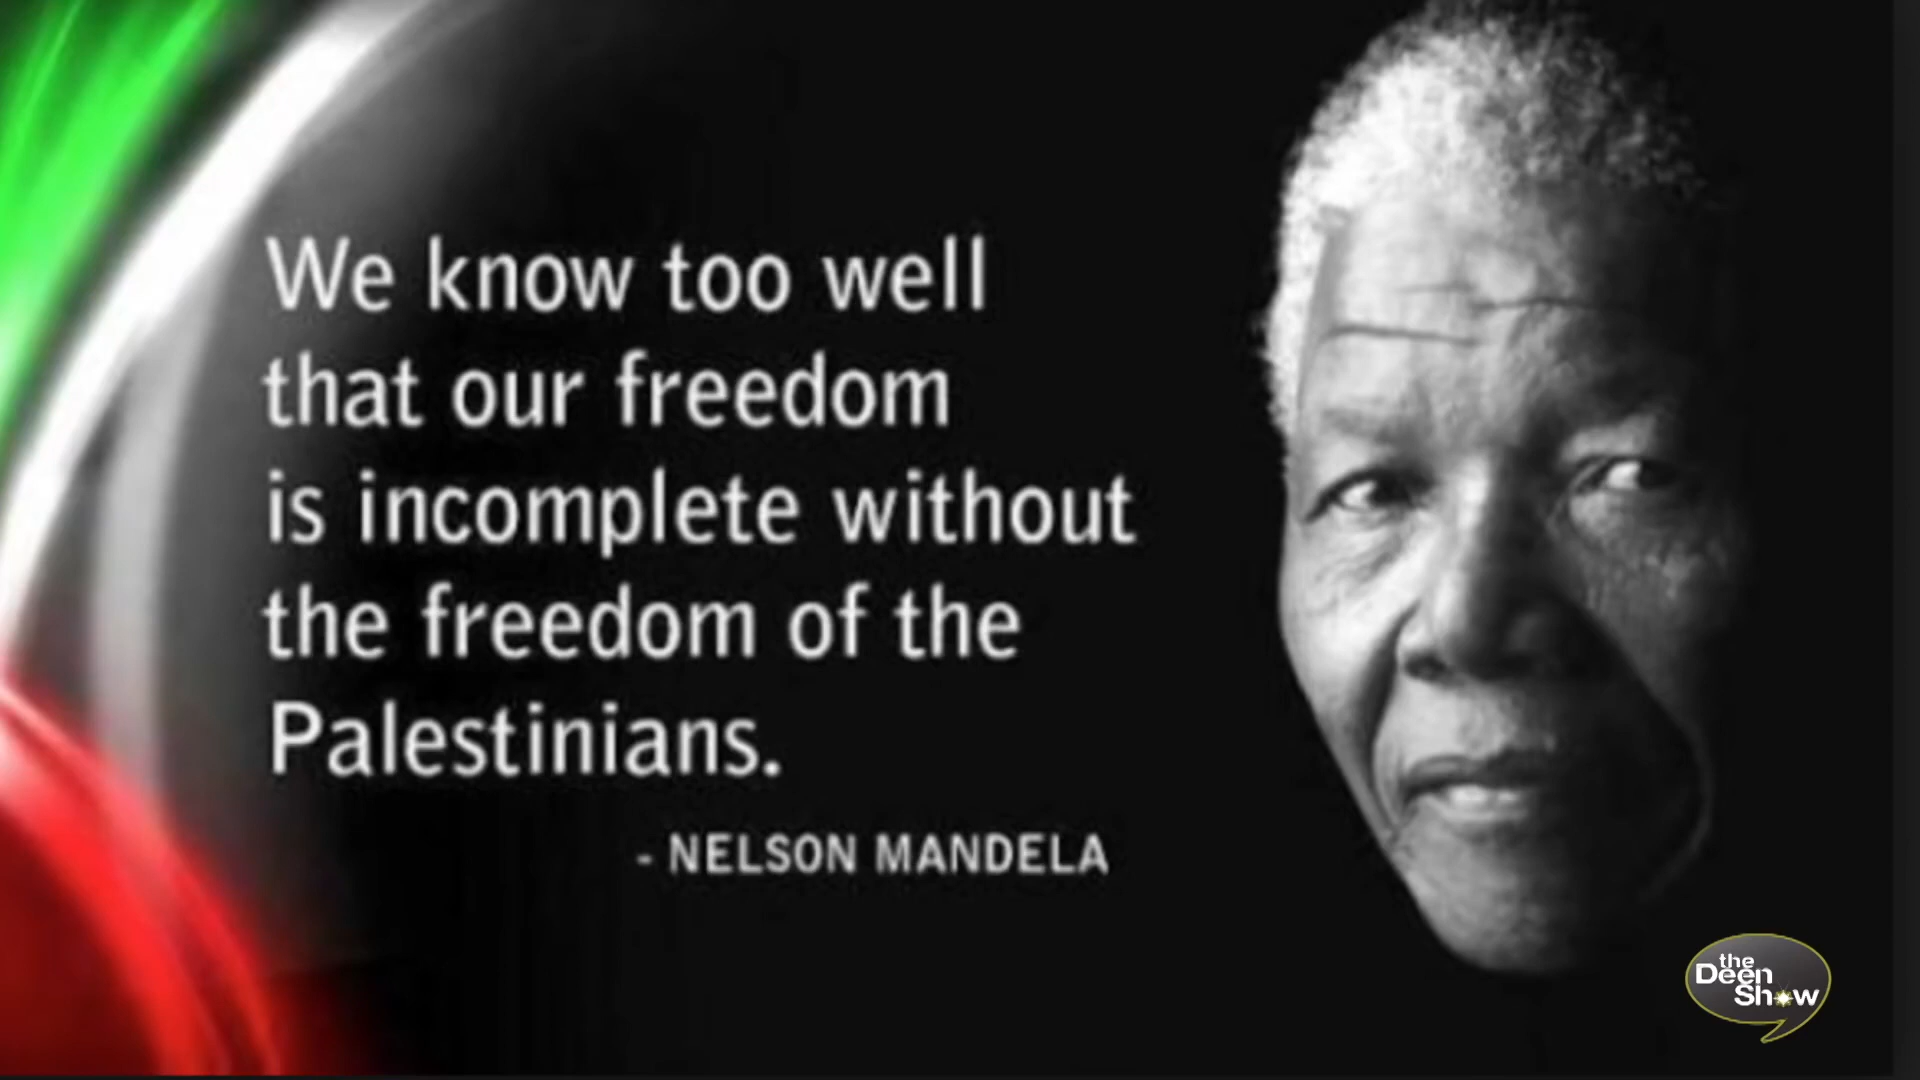 We know too well
that our freedom
is incomplete without
the freedom of the
Palestinians.
- NELSON MANDELA
the
Deen
Show